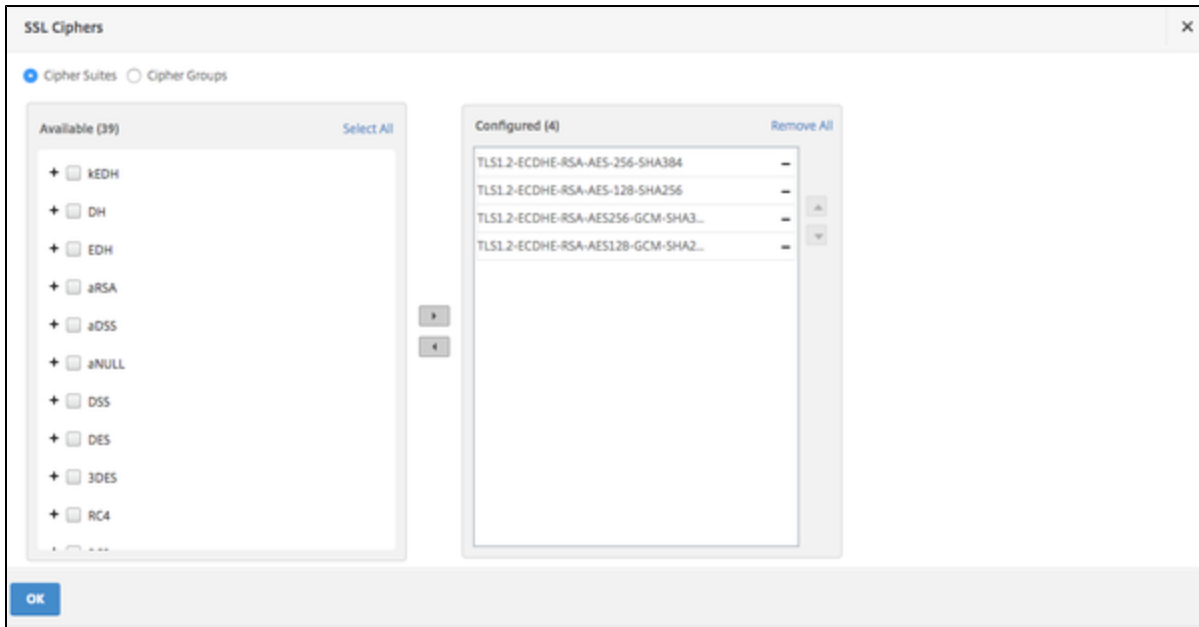 SSL Ciphers
Cipher Suites Cipher Groups
Available (39) Select All
kEDH
DH
EDH
aRSA
aDSS
aNULL
DSS
DES
3DES
RC4
Configured (4) Remove All
TLS1.2-ECDHE-RSA-AES-256-SHA384
TLS1.2-ECDHE-RSA-AES-128-SHA256
TLS1.2-ECDHE-RSA-AES256-GCM-SHA3...
TLS1.2-ECDHE-RSA-AES128-GCM-SHA2...
OK